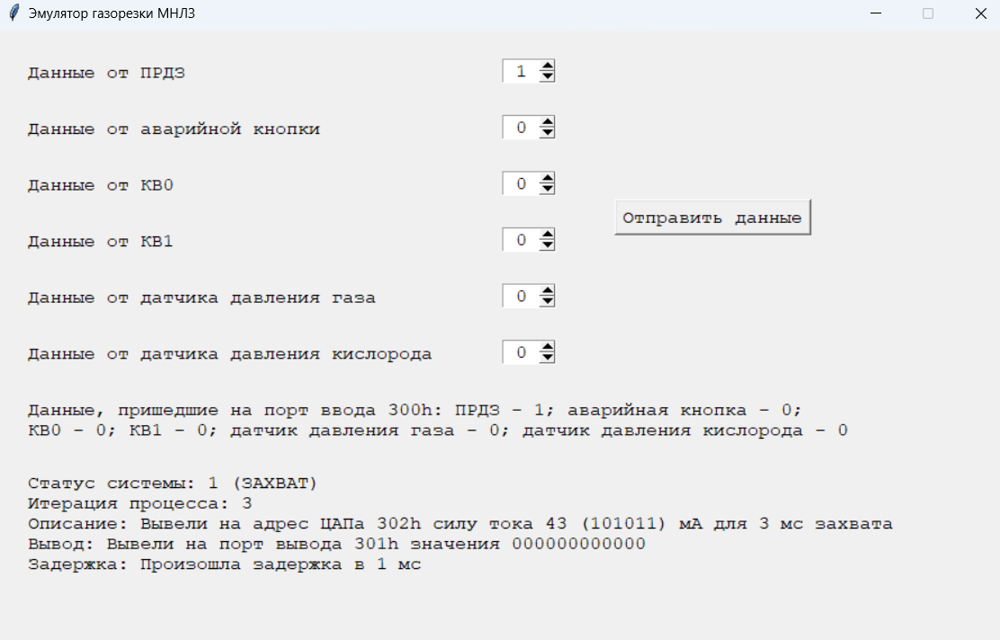 Эмулятор газорезки МНЛЗ
Данные от ПРДЗ 1
Данные от аварийной кнопки 0
Данные от КВ0 0
Отправить данные
Данные от КВ1 0
Данные от датчика давления газа 0
Данные от датчика давления кислорода 0
Данные, пришедшие на порт ввода 300h: ПРДЗ - 1; аварийная кнопка - 0;
КВ0 - 0; КВ1 - 0; датчик давления газа - 0; датчик давления кислорода - 0
Статус системы: 1 (ЗАХВАТ)
Итерация процесса: 3
Описание: Вывели на адрес ЦАПа 302h силу тока 43 (101011) мА для 3 мс захвата
Вывод: Вывели на порт вывода 301h значения 000000000000
Задержка: Произошла задержка в 1 мс